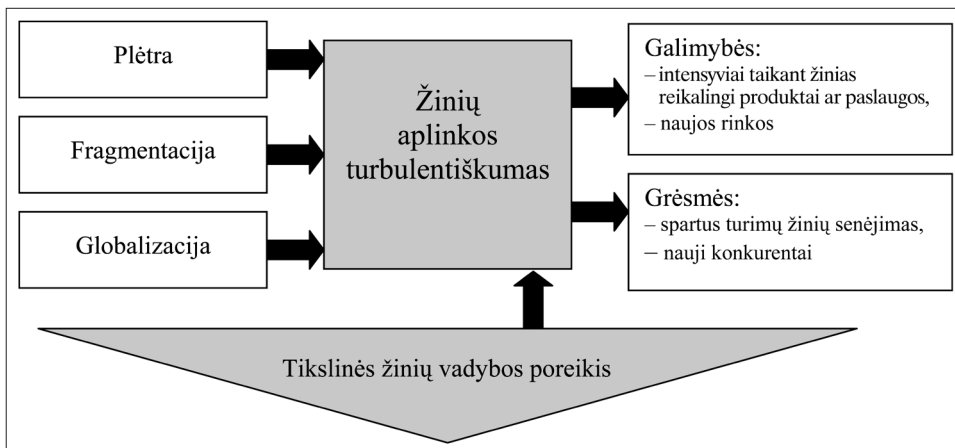 Plėtra
Fragmentacija
Globalizacija
Žinių
aplinkos
turbulentiškumas
Galimybės:
– intensyviai taikant žinias
reikalingi produktai ar paslaugos,
– naujos rinkos
Grėsmės:
– spartus turimų žinių senėjimas,
– nauji konkurentai
Tikslinės žinių vadybos poreikis